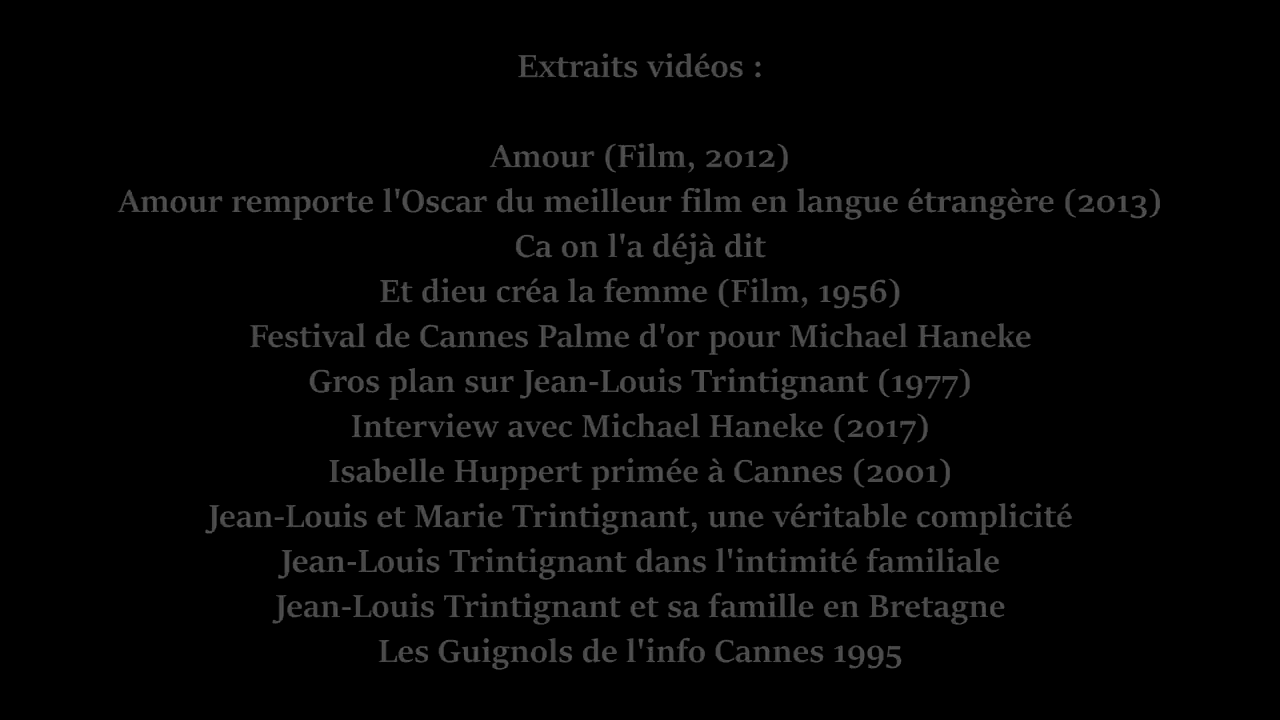 Extraits vidéos :
Amour (Film, 2012)
Amour remporte l'Oscar du meilleur film en langue étrangère (2013)
Ca on l'a déjà dit
Et dieu créa la femme (Film, 1956)
Festival de Cannes Palme d'or pour Michael Haneke
Gros plan sur Jean-Louis Trintignant (1977)
Interview avec Michael Haneke (2017)
Isabelle Huppert primée à Cannes (2001)
Jean-Louis et Marie Trintignant, une véritable complicité
Jean-Louis Trintignant dans l'intimité familiale
Jean-Louis Trintignant et sa famille en Bretagne
Les Guignols de l'info Cannes 1995